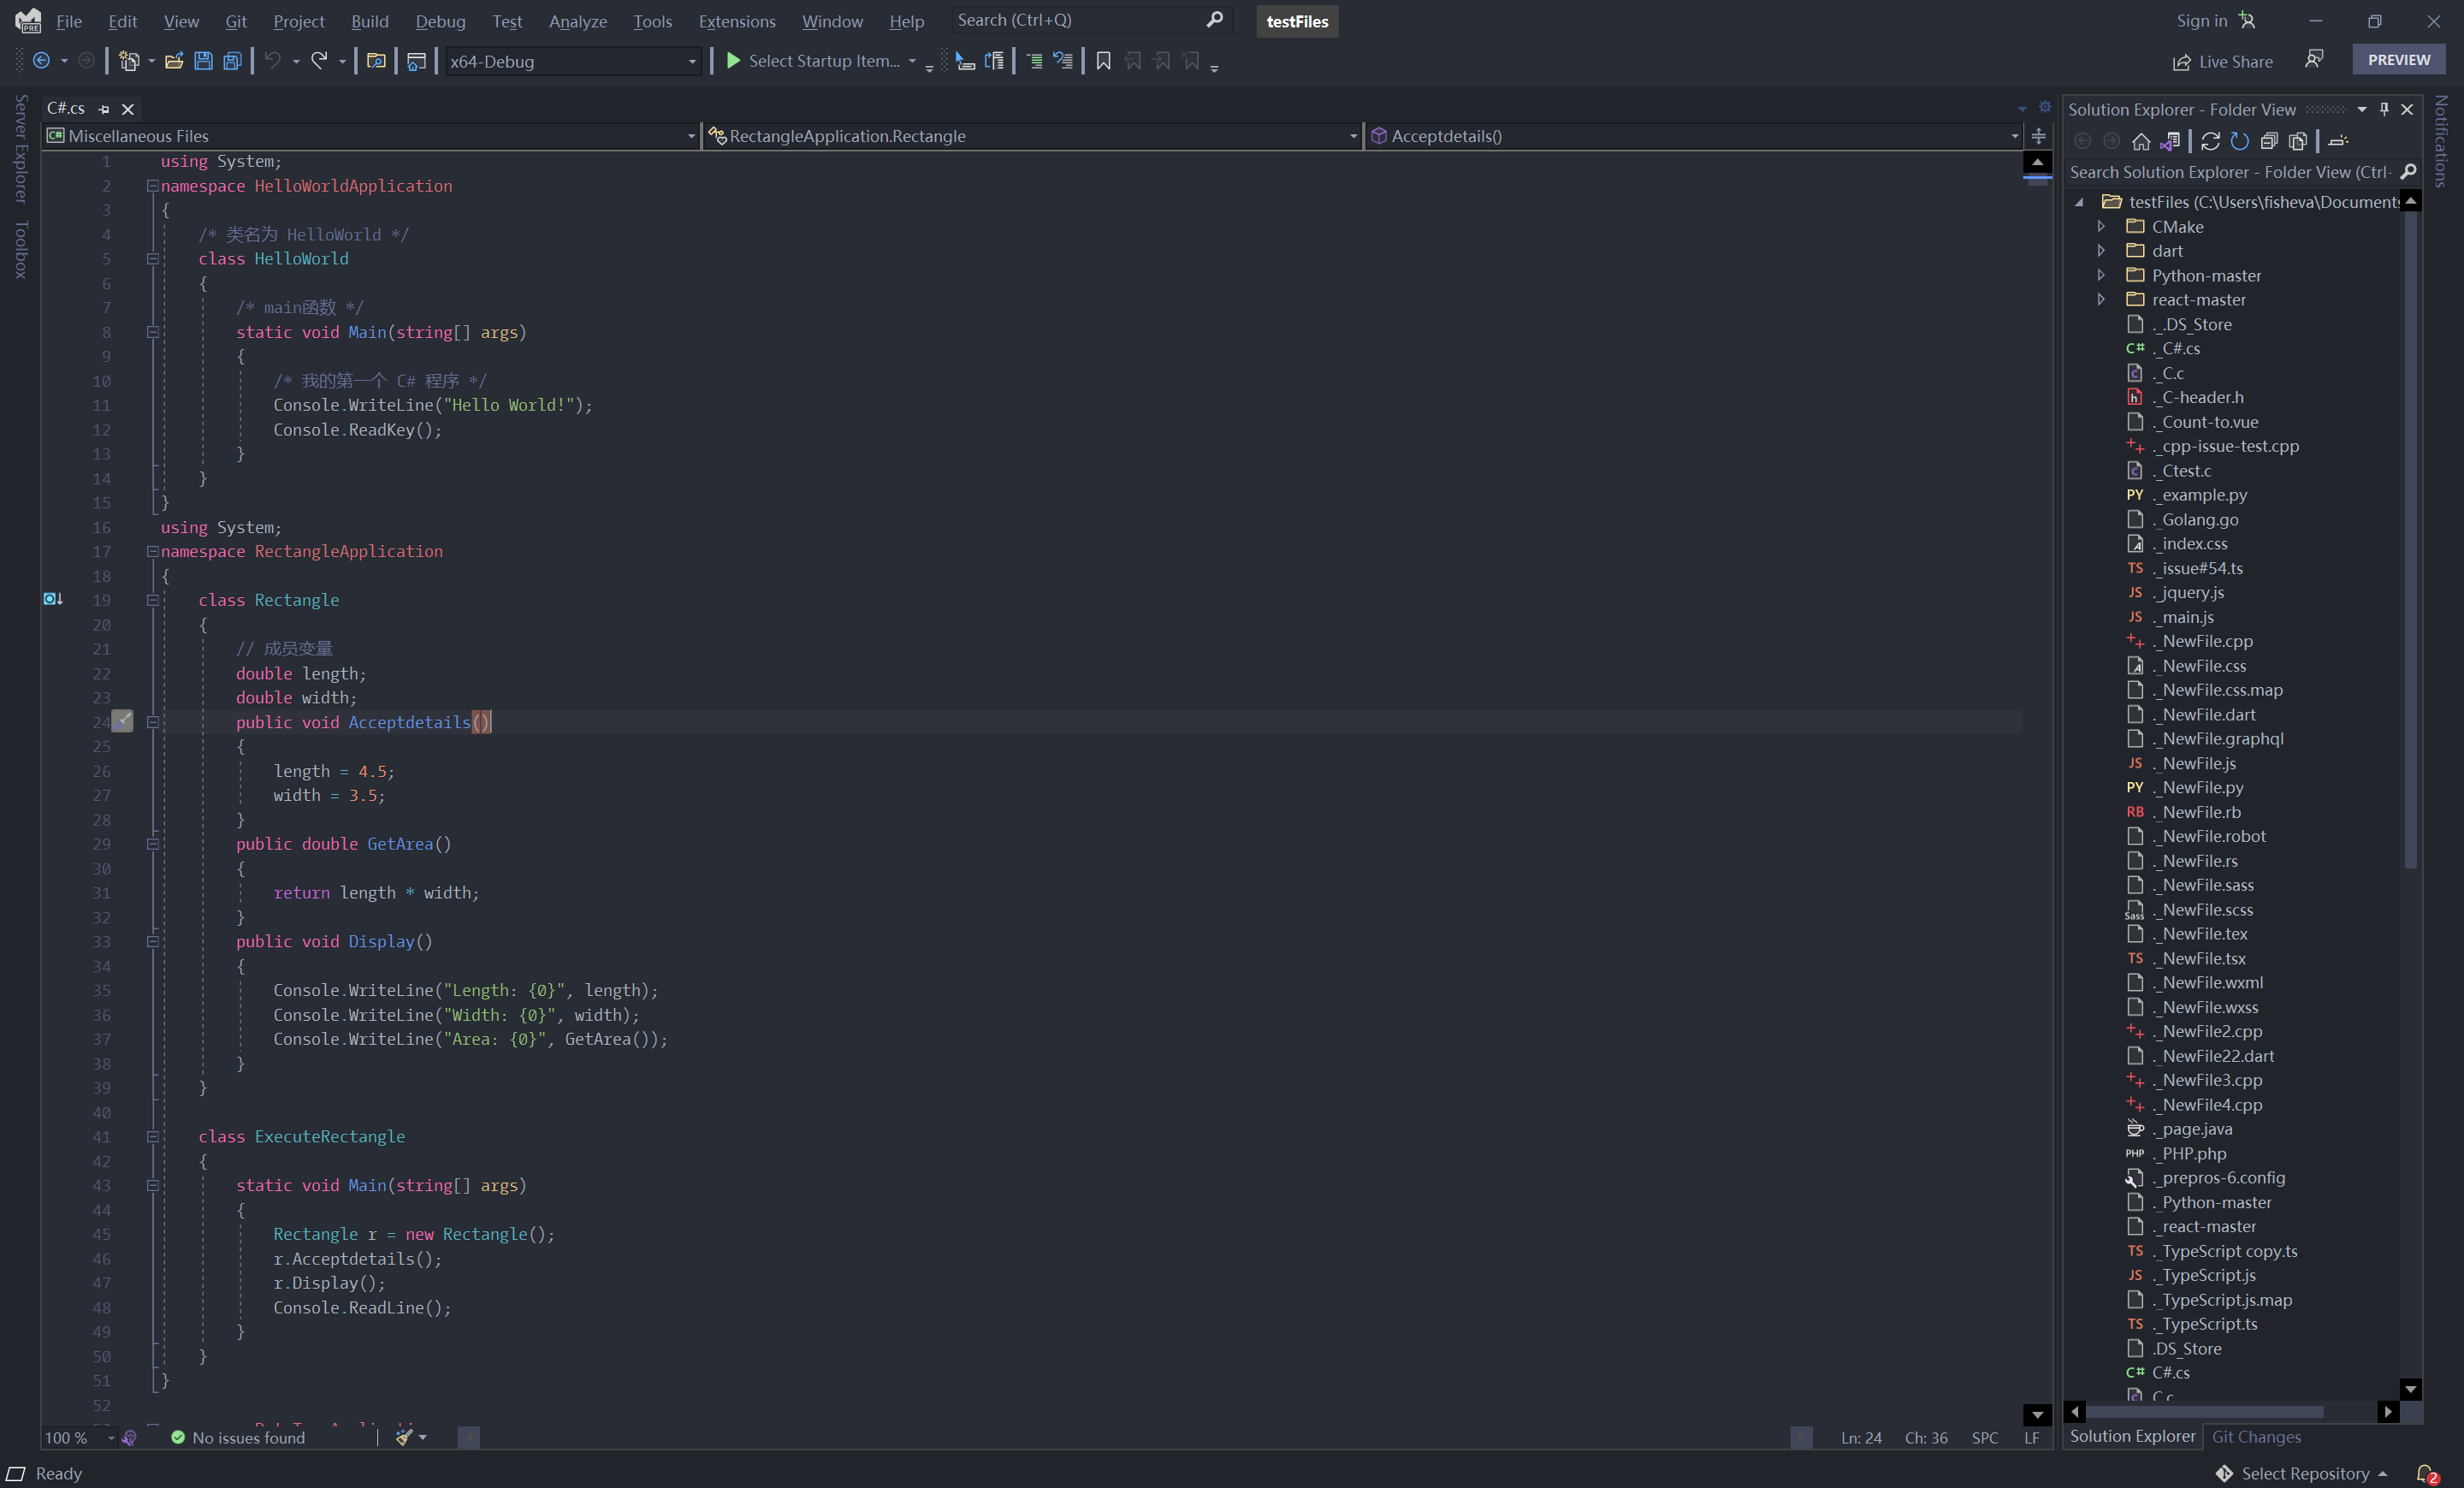 File Edit View Git Project Build Debug Test Analyze Tools Extensions Window Help Search (Ctrl+Q) testFiles Sign in
x64-Debug Select Startup Item... Live Share PREVIEW
Server Explorer
Toolbox
C#.cs
Miscellaneous Files RectangleApplication.Rectangle Acceptdetails()
1 using System;
2 namespace HelloWorldApplication
3 {
4 /* 类名为 HelloWorld */
5 class HelloWorld
6 {
7 /* main函数 */
8 static void Main(string[] args)
9 {
10 /* 我的第一个 C# 程序 */
11 Console.WriteLine("Hello World!");
12 Console.ReadKey();
13 }
14 }
15 }
16 using System;
17 namespace RectangleApplication
18 {
19 class Rectangle
20 {
21 // 成员变量
22 double length;
23 double width;
24 public void Acceptdetails()
25 {
26 length = 4.5;
27 width = 3.5;
28 }
29 public double GetArea()
30 {
31 return length * width;
32 }
33 public void Display()
34 {
35 Console.WriteLine("Length: {0}", length);
36 Console.WriteLine("Width: {0}", width);
37 Console.WriteLine("Area: {0}", GetArea());
38 }
39 }
40
41 class ExecuteRectangle
42 {
43 static void Main(string[] args)
44 {
45 Rectangle r = new Rectangle();
46 r.Acceptdetails();
47 r.Display();
48 Console.ReadLine();
49 }
50 }
51 }
52
100 % No issues found Ln: 24 Ch: 36 SPC LF
Solution Explorer - Folder View
Search Solution Explorer - Folder View (Ctrl-
testFiles (C:\Users\fisheva\Documents
CMake
dart
Python-master
react-master
._.DS_Store
C# ._C#.cs
._C.c
._C-header.h
._Count-to.vue
._cpp-issue-test.cpp
._Ctest.c
PY ._example.py
._Golang.go
._index.css
TS ._issue#54.ts
JS ._jquery.js
JS ._main.js
._NewFile.cpp
._NewFile.css
._NewFile.css.map
._NewFile.dart
._NewFile.graphql
JS ._NewFile.js
PY ._NewFile.py
RB ._NewFile.rb
._NewFile.robot
._NewFile.rs
._NewFile.sass
Sass ._NewFile.scss
._NewFile.tex
TS ._NewFile.tsx
._NewFile.wxml
._NewFile.wxss
._NewFile2.cpp
._NewFile22.dart
._NewFile3.cpp
._NewFile4.cpp
._page.java
PHP ._PHP.php
._prepros-6.config
._Python-master
._react-master
TS ._TypeScript copy.ts
JS ._TypeScript.js
._TypeScript.js.map
TS ._TypeScript.ts
.DS_Store
C# C#.cs
C.c
Solution Explorer Git Changes
Notifications
Ready Select Repository 2